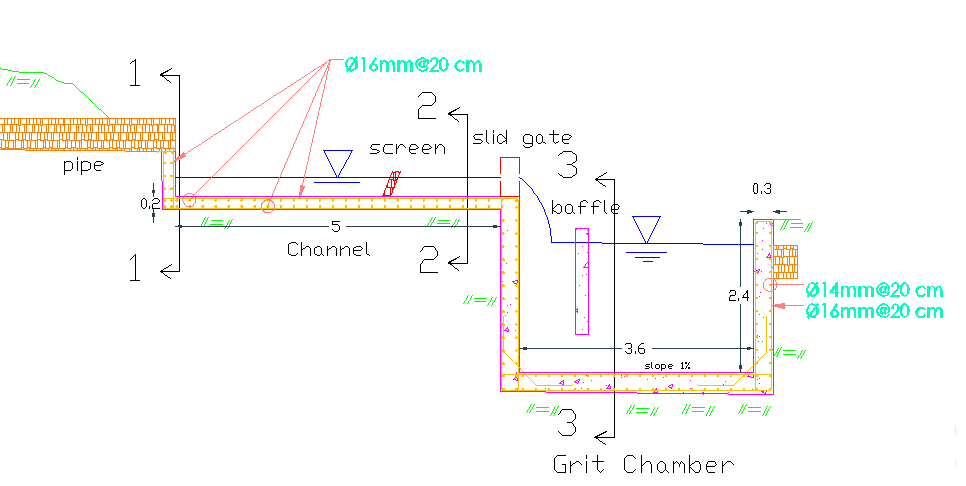 Ø16mm@20 cm
1
2
slid gate
screen
3
pipe
0.3
0.2
baffle
5
Channel
2
1
2.4
Ø14mm@20 cm
Ø16mm@20 cm
3.6
slope 1%
3
Grit Chamber